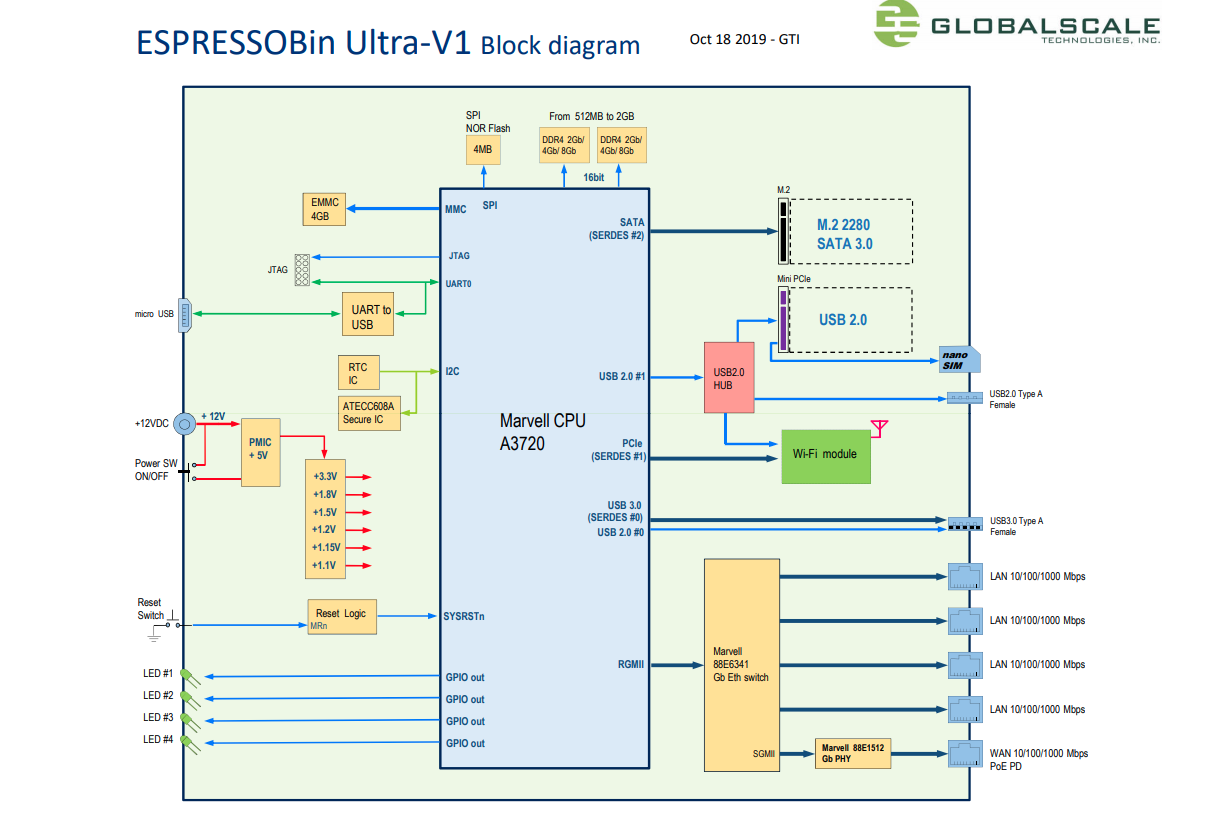 ESPRESSOBin Ultra-V1 Block diagram
Oct 18 2019 - GTI
GLOBALSCALE
TECHNOLOGIES, INC.
SPI
NOR Flash
4MB
From 512MB to 2GB
DDR4 2Gb/
4Gb/ 8Gb
DDR4 2Gb/
4Gb/ 8Gb
16bit
EMMC
4GB
MMC
SPI
JTAG
JTAG
UART0
micro USB
UART to
USB
RTC
IC
I2C
ATECC608A
Secure IC
+12VDC
+ 12V
PMIC
+ 5V
Power SW
ON/OFF
+3.3V
+1.8V
+1.5V
+1.2V
+1.15V
+1.1V
Reset
Switch
Reset Logic
MRn
SYSRSTn
LED #1
LED #2
LED #3
LED #4
GPIO out
GPIO out
GPIO out
GPIO out
Marvell CPU
A3720
SATA
(SERDES #2)
M.2
M.2 2280
SATA 3.0
Mini PCIe
USB 2.0
nano
SIM
USB 2.0 #1
USB2.0
HUB
USB2.0 Type A
Female
PCIe
(SERDES #1)
Wi-Fi module
USB 3.0
(SERDES #0)
USB 2.0 #0
USB3.0 Type A
Female
RGMII
Marvell
88E6341
Gb Eth switch
SGMII
Marvell 88E1512
Gb PHY
LAN 10/100/1000 Mbps
LAN 10/100/1000 Mbps
LAN 10/100/1000 Mbps
LAN 10/100/1000 Mbps
WAN 10/100/1000 Mbps
PoE PD